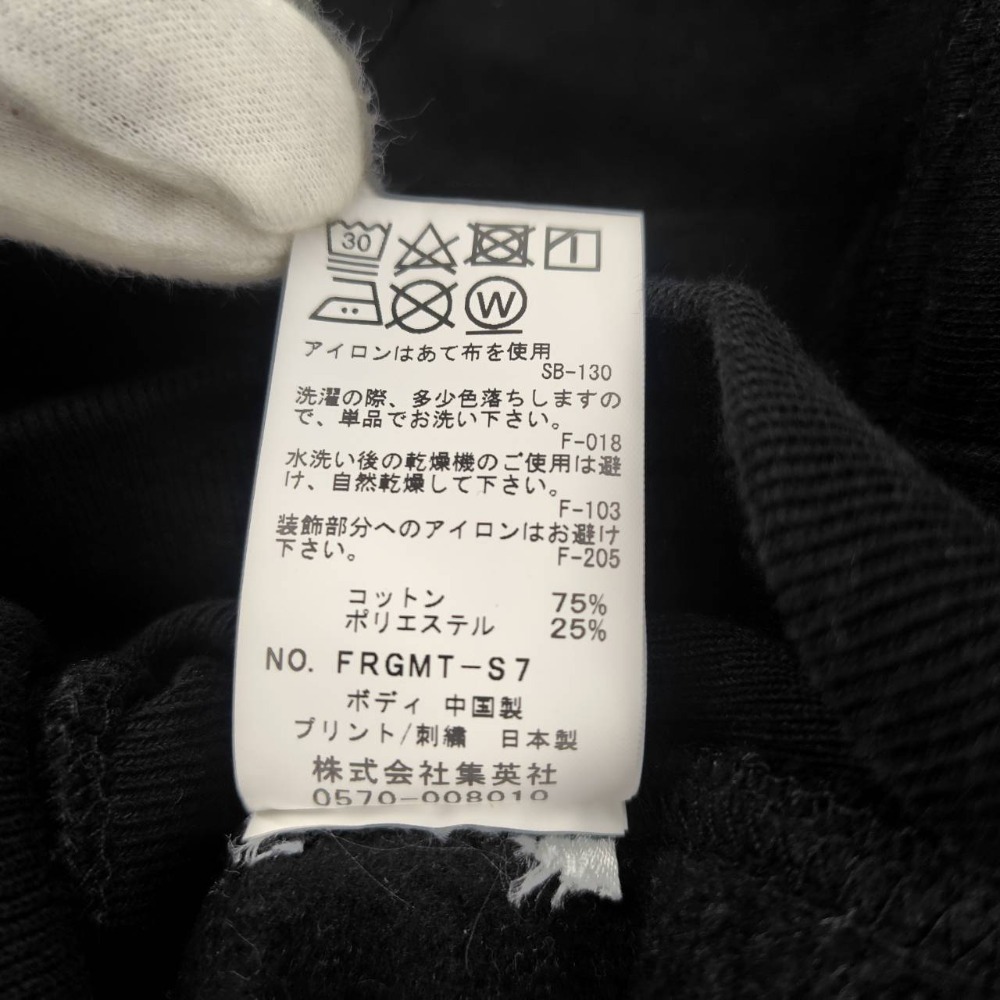 30
W
アイロンはあて布を使用
SB-130
洗濯の際、多少色落ちしますの
で、単品でお洗い下さい。
F-018
水洗い後の乾燥機のご使用は避
け、自然乾燥して下さい。
F-103
装飾部分へのアイロンはお避け
下さい。 F-205
コットン 75%
ポリエステル 25%
NO. FRGMT-S7
ボディ 中国製
プリント/刺繍 日本製
株式会社集英社
0570-008010